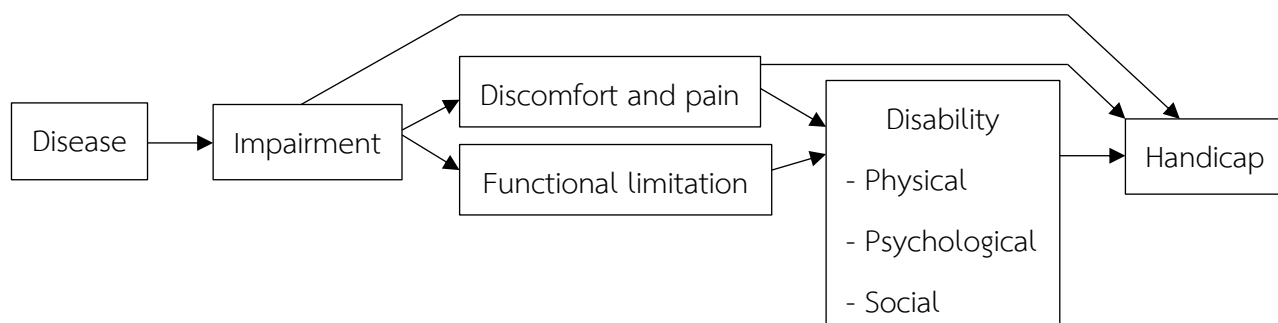 Disease
Impairment
Discomfort and pain
Functional limitation
Disability
- Physical
- Psychological
- Social
Handicap